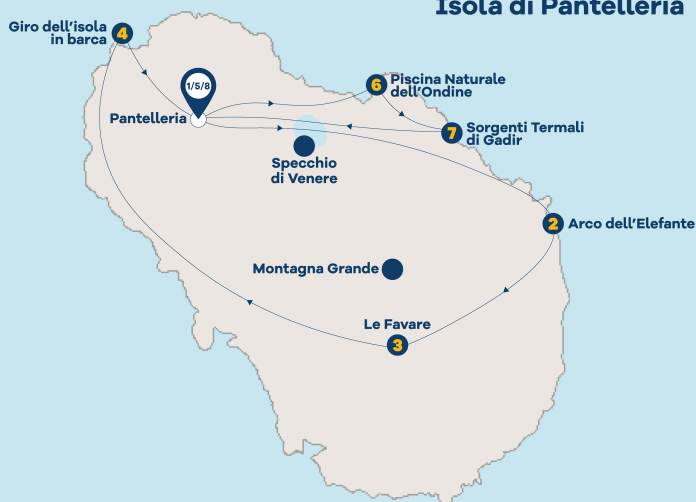 Isola di Pantelleria
Giro dell'isola
in barca
4
1/5/8
Pantelleria
6
Piscina Naturale
dell'Ondine
7
Sorgenti Termali
di Gadir
Specchio
di Venere
2
Arco dell'Elefante
Montagna Grande
Le Favare
3